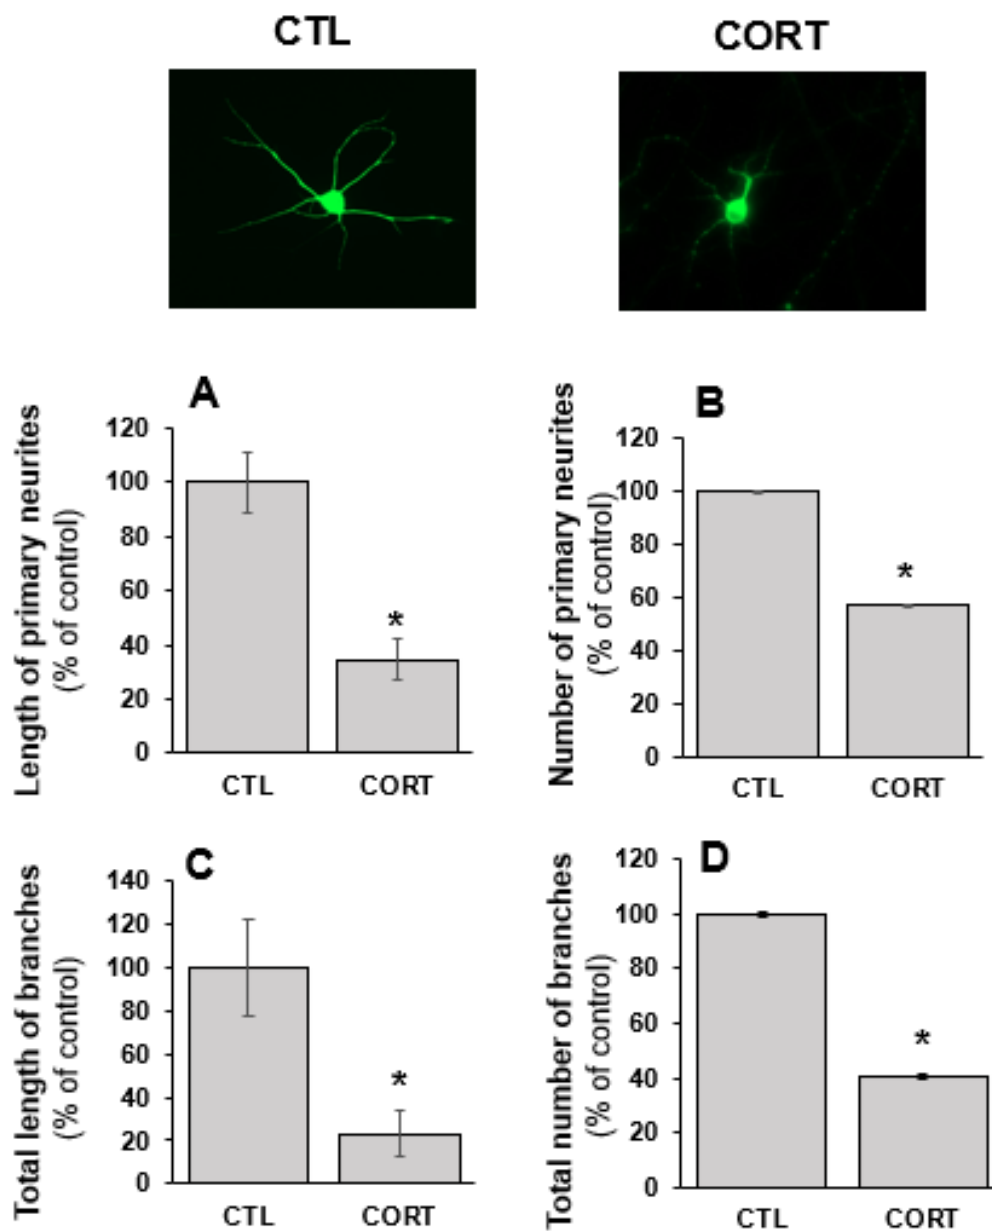 CTL
CORT
A
Length of primary neurites
(% of control)
120
100
80
60
40
20
0
*
CTL
CORT
B
Number of primary neurites
(% of control)
120
100
80
60
40
20
0
*
CTL
CORT
C
Total length of branches
(% of control)
140
120
100
80
60
40
20
0
*
CTL
CORT
D
Total number of branches
(% of control)
120
100
80
60
40
20
0
*
CTL
CORT